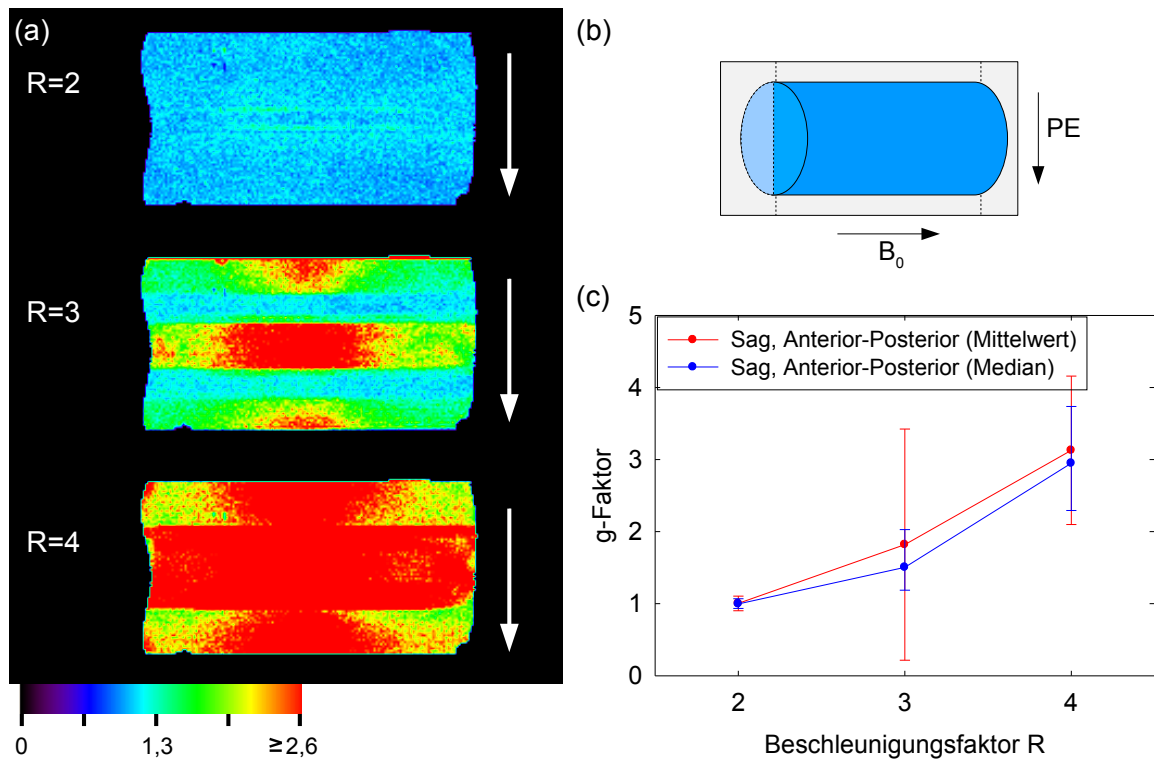 (a)
R=2
R=3
R=4
0 1,3 ≥2,6
(b)
PE
B₀
(c)
5
4
3
2
1
0
g-Faktor
Sag, Anterior-Posterior (Mittelwert)
Sag, Anterior-Posterior (Median)
2 3 4
Beschleunigungsfaktor R